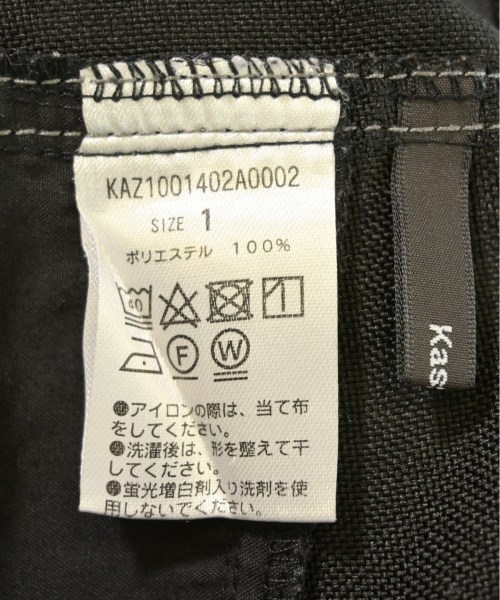 KAZ1001402A0002
SIZE 1
ポリエステル 100%
40
F
W
●アイロンの際は、当て布
をしてください。
●洗濯後は、形を整えて干
してください。
●蛍光増白剤入り洗剤を使
用しないでください。
Kas